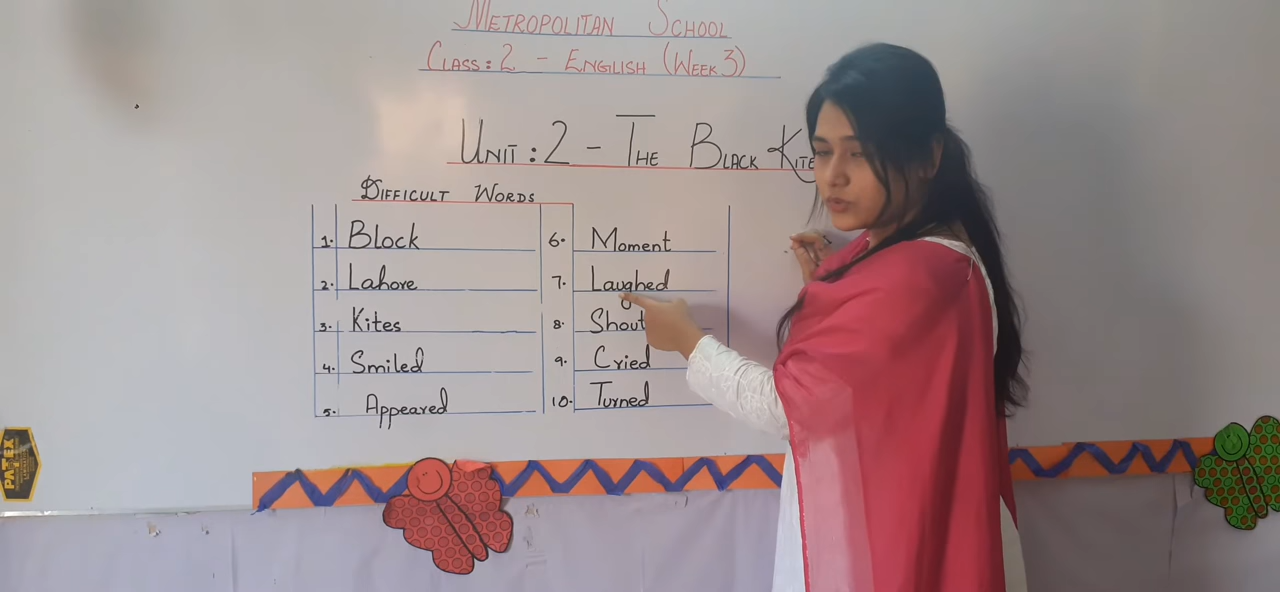 METROPOLITAN SCHOOL
CLASS: 2 - ENGLISH (WEEK 3)
UNIT: 2 - THE BLACK KITE
DIFFICULT WORDS
1. Block
2. Lahore
3. Kites
4. Smiled
5. Appeared
6. Moment
7. Laughed
8. Shout
9. Cried
10. Turned
PATEX